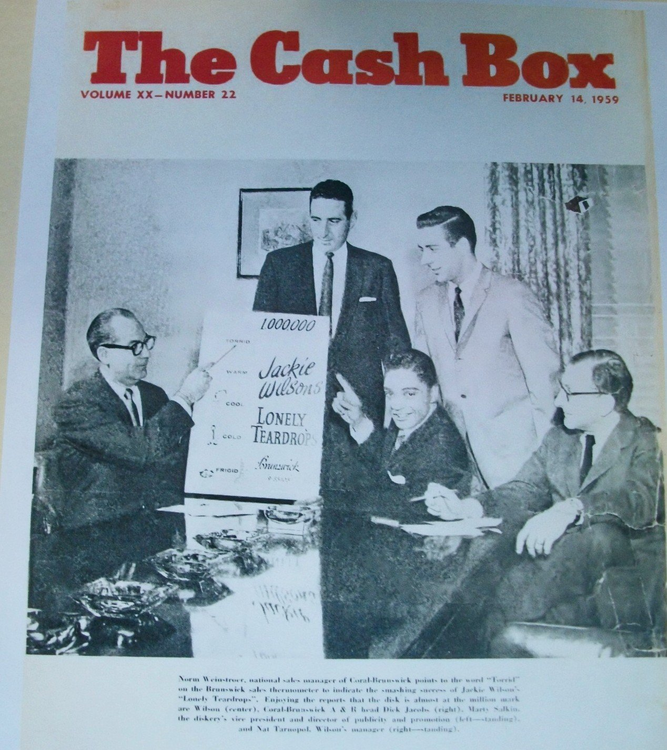 The Cash Box
VOLUME XX—NUMBER 22
FEBRUARY 14, 1959
1,000,000
TORRID
WARM
COOL
COLD
FRIGID
Jackie
Wilson's
LONELY
TEARDROPS
Brunswick
Norm Weinstroer, national sales manager of Coral-Brunswick points to the word "Torrid"
on the Brunswick sales thermometer to indicate the smashing success of Jackie Wilson's
"Lonely Teardrops". Enjoying the reports that the disk is almost at the million mark
are Wilson (center), Coral-Brunswick A & R head Dick Jacobs (right), Marty Salkin,
the diskery's vice president and director of publicity and promotion (left—standing),
and Nat Tarnopol, Wilson's manager (right—standing).